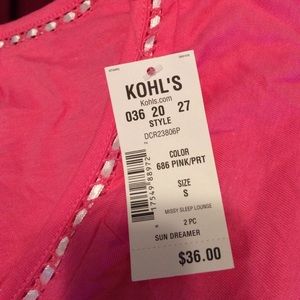 KOHL'S
Kohls.com
036 20 27
STYLE
DCR23806P
COLOR
686 PINK/PRT
SIZE
S
MISSY SLEEP LOUNGE
2 PC
SUN DREAMER
$36.00